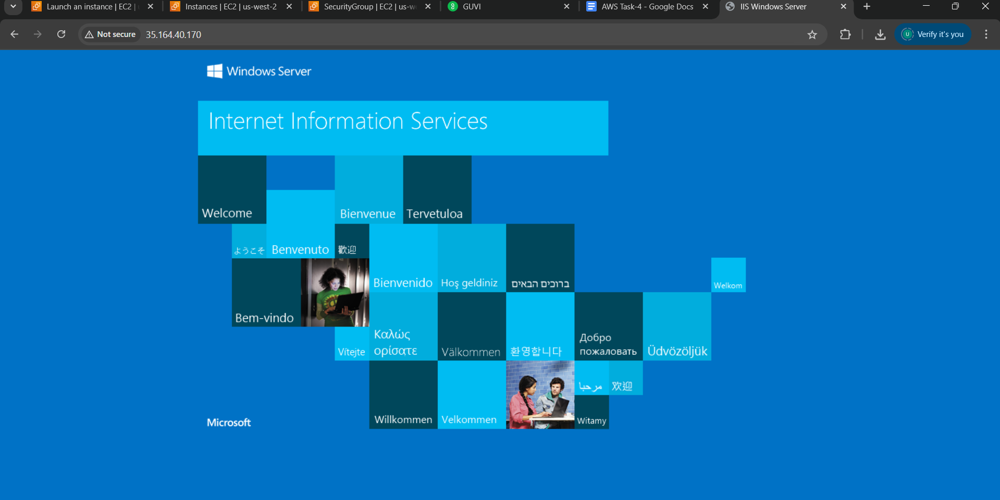 Launch an instance | EC2 |
Instances | EC2 | us-west-2
SecurityGroup | EC2 | us-w
GUVI
AWS Task-4 - Google Docs
IIS Windows Server
Not secure
35.164.40.170
U
Verify it's you
Windows Server
Internet Information Services
Welcome
Bienvenue
Tervetuloa
ようこそ
Benvenuto
歡迎
Bienvenido
Hoş geldiniz
ברוכים הבאים
Welkom
Bem-vindo
Vítejte
Καλώς
ορίσατε
Välkommen
환영합니다
Добро
пожаловать
Üdvözöljük
مرحبا
欢迎
Willkommen
Velkommen
Witamy
Microsoft